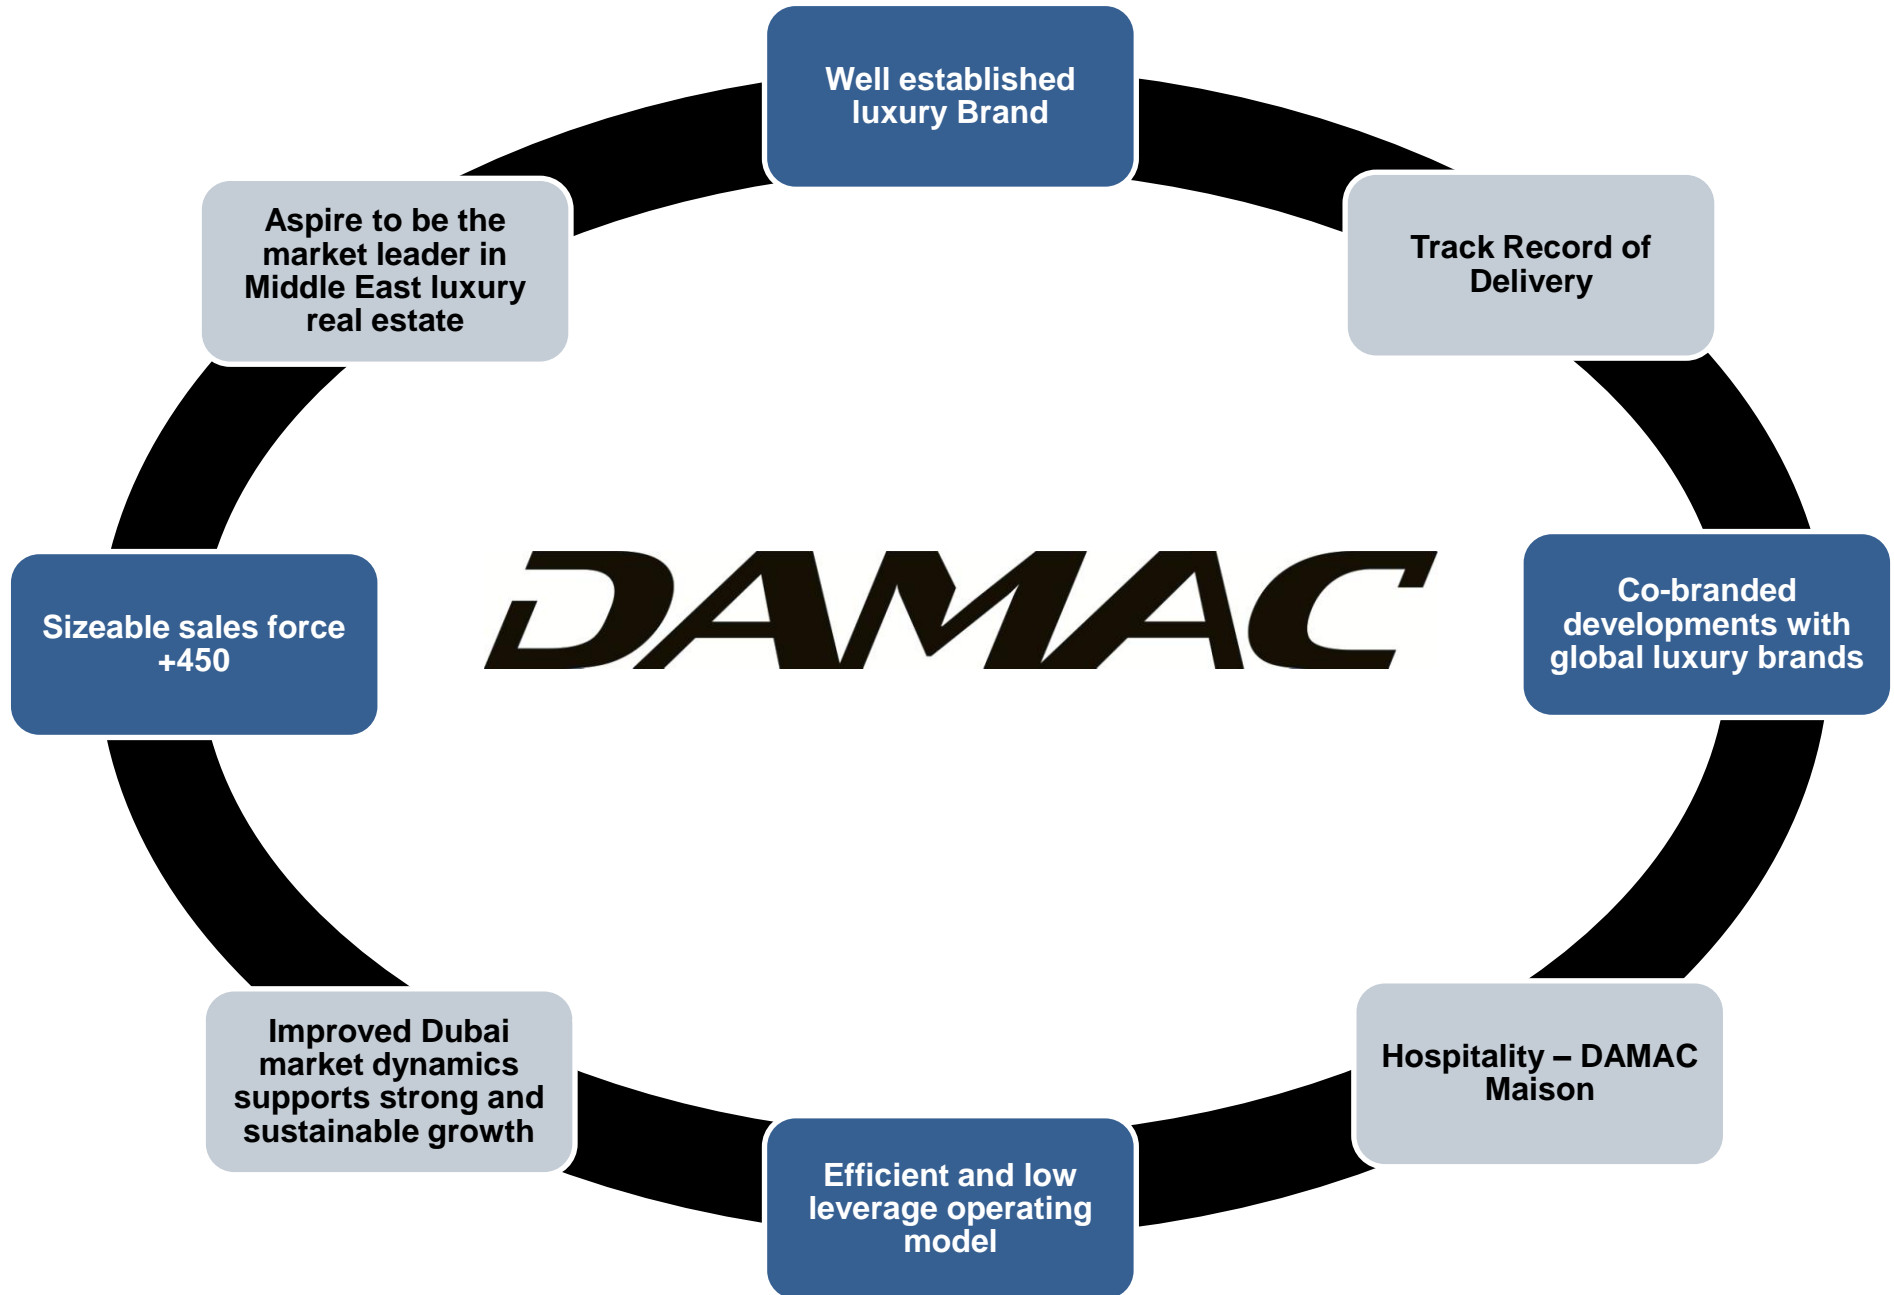 Well established
luxury Brand
Track Record of
Delivery
Co-branded
developments with
global luxury brands
Hospitality – DAMAC
Maison
Efficient and low
leverage operating
model
Improved Dubai
market dynamics
supports strong and
sustainable growth
Sizeable sales force
+450
Aspire to be the
market leader in
Middle East luxury
real estate
DAMAC